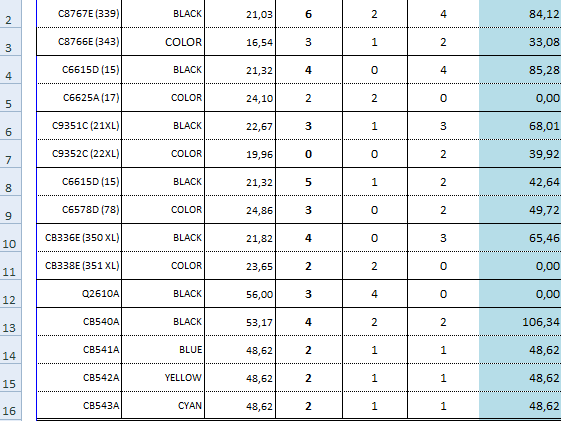 2 C8767E (339) BLACK 21,03 6 2 4 84,12
3 C8766E (343) COLOR 16,54 3 1 2 33,08
4 C6615D (15) BLACK 21,32 4 0 4 85,28
5 C6625A (17) COLOR 24,10 2 2 0 0,00
6 C9351C (21XL) BLACK 22,67 3 1 3 68,01
7 C9352C (22XL) COLOR 19,96 0 0 2 39,92
8 C6615D (15) BLACK 21,32 5 1 2 42,64
9 C6578D (78) COLOR 24,86 3 0 2 49,72
10 CB336E (350 XL) BLACK 21,82 4 0 3 65,46
11 CB338E (351 XL) COLOR 23,65 2 2 0 0,00
12 Q2610A BLACK 56,00 3 4 0 0,00
13 CB540A BLACK 53,17 4 2 2 106,34
14 CB541A BLUE 48,62 2 1 1 48,62
15 CB542A YELLOW 48,62 2 1 1 48,62
16 CB543A CYAN 48,62 2 1 1 48,62